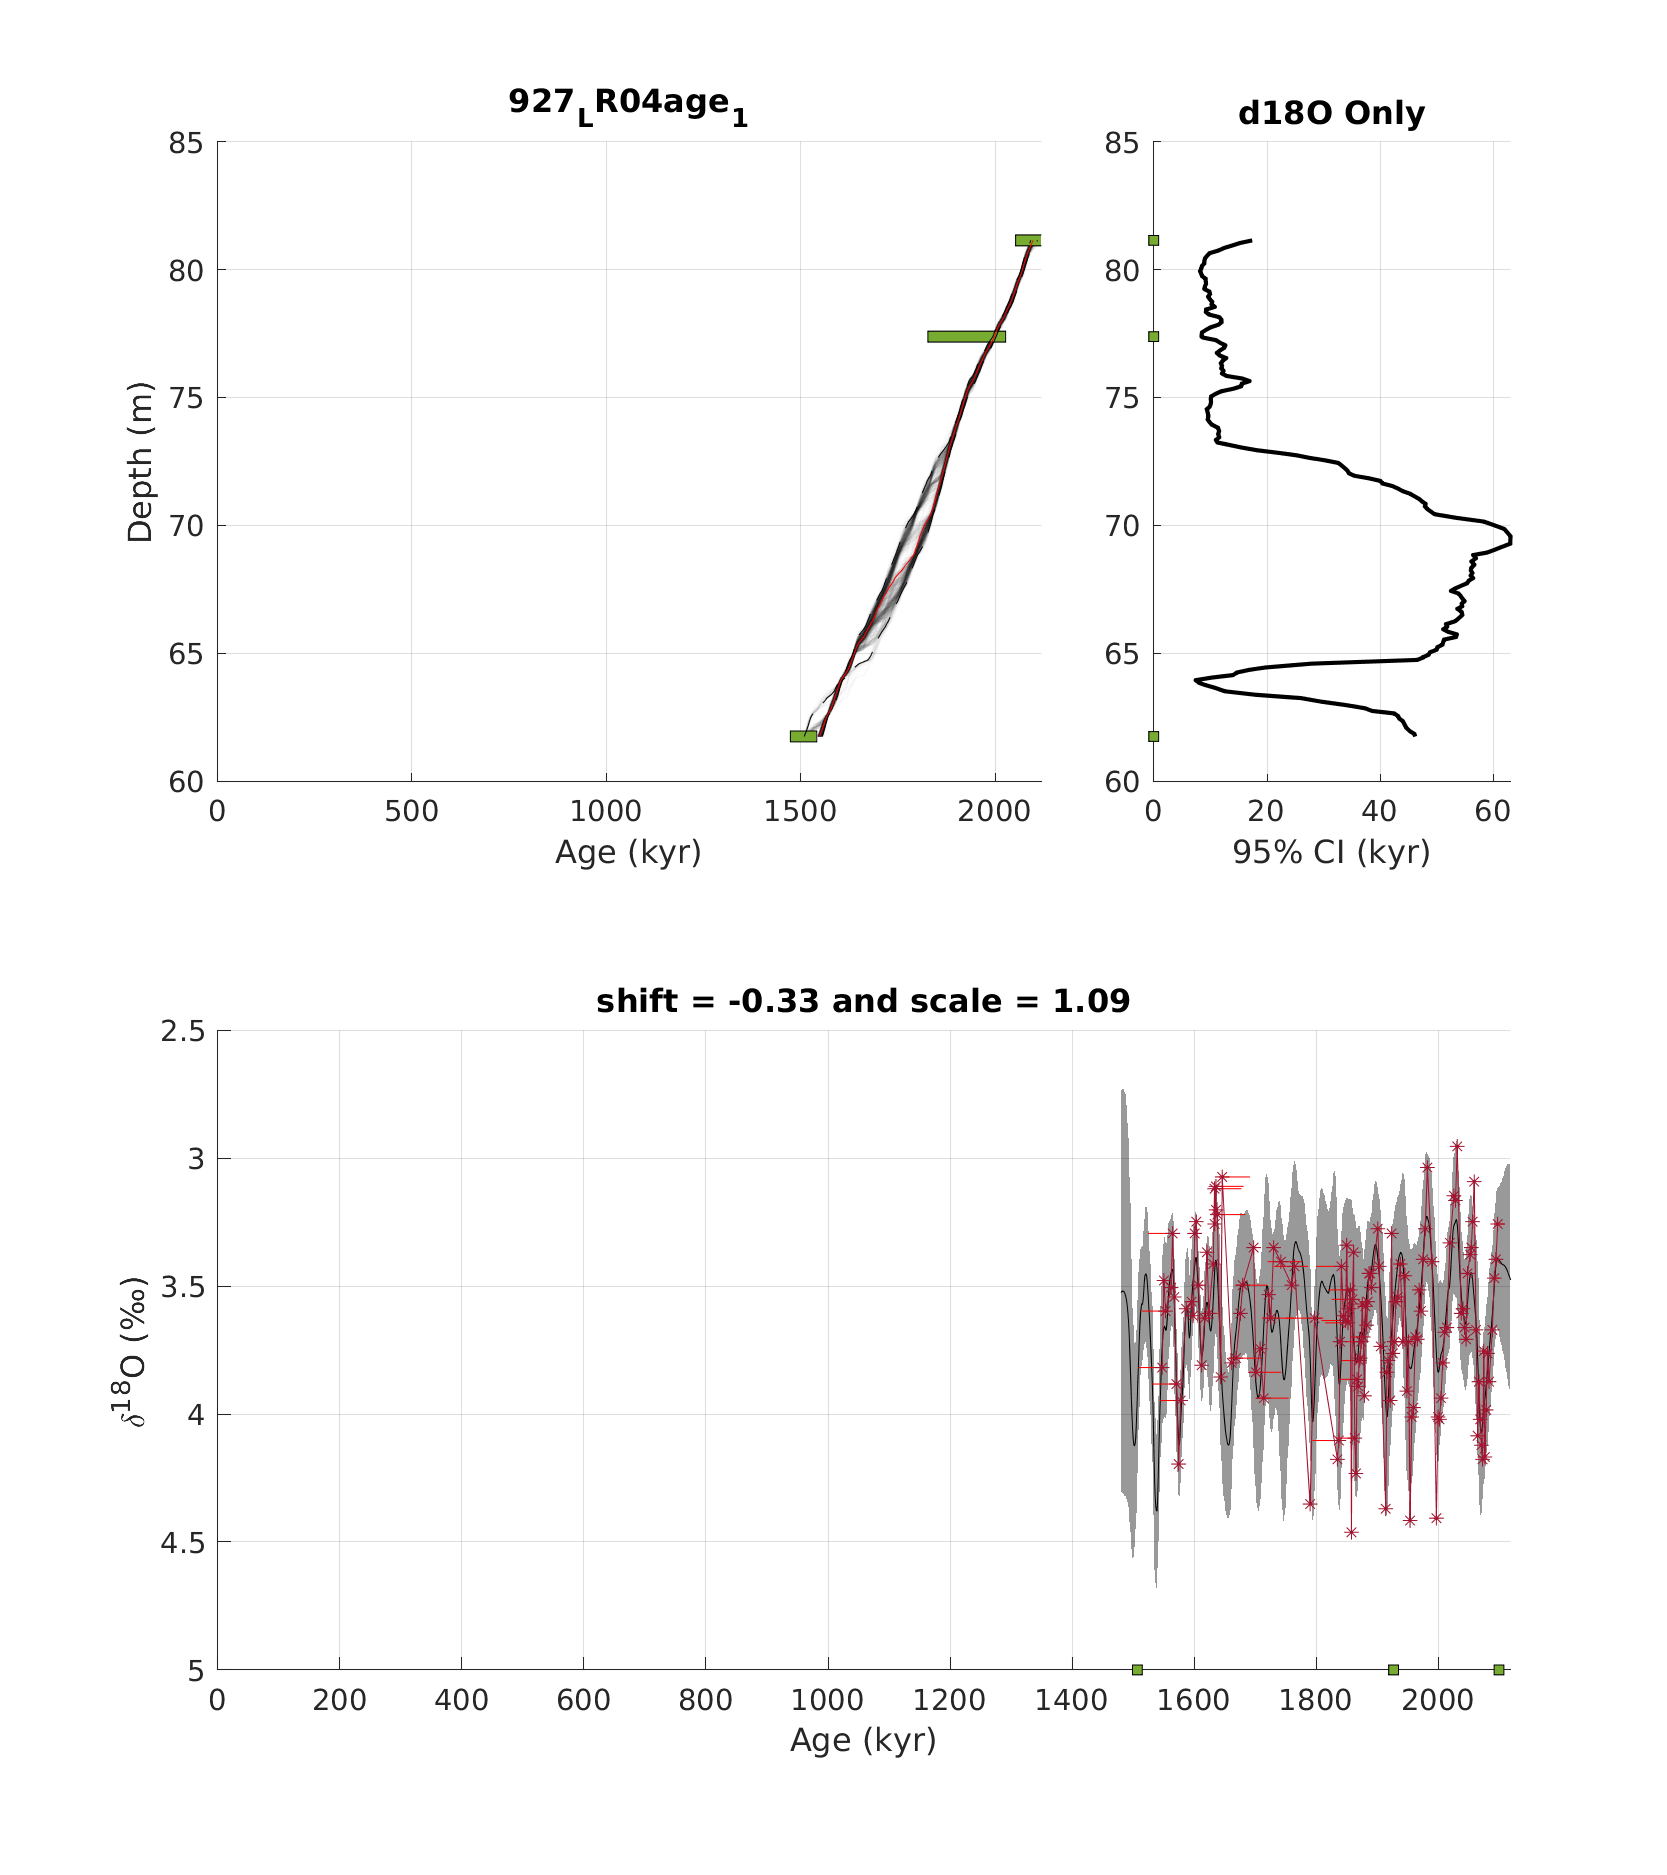 927LR04age1
d18O Only
85
80
75
70
65
60
Depth (m)
0 500 1000 1500 2000
Age (kyr)
85
80
75
70
65
60
0 20 40 60
95% CI (kyr)
shift = -0.33 and scale = 1.09
2.5
3
3.5
4
4.5
5
δ18O (‰)
0 200 400 600 800 1000 1200 1400 1600 1800 2000
Age (kyr)